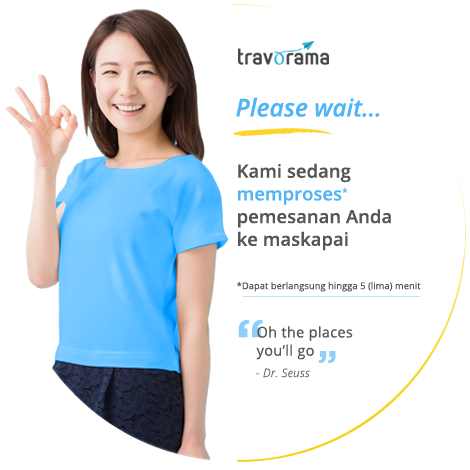 travorama
Please wait...
Kami sedang
memproses*
pemesanan Anda
ke maskapai
*Dapat berlangsung hingga 5 (lima) menit
“Oh the places
you’ll go”
- Dr. Seuss